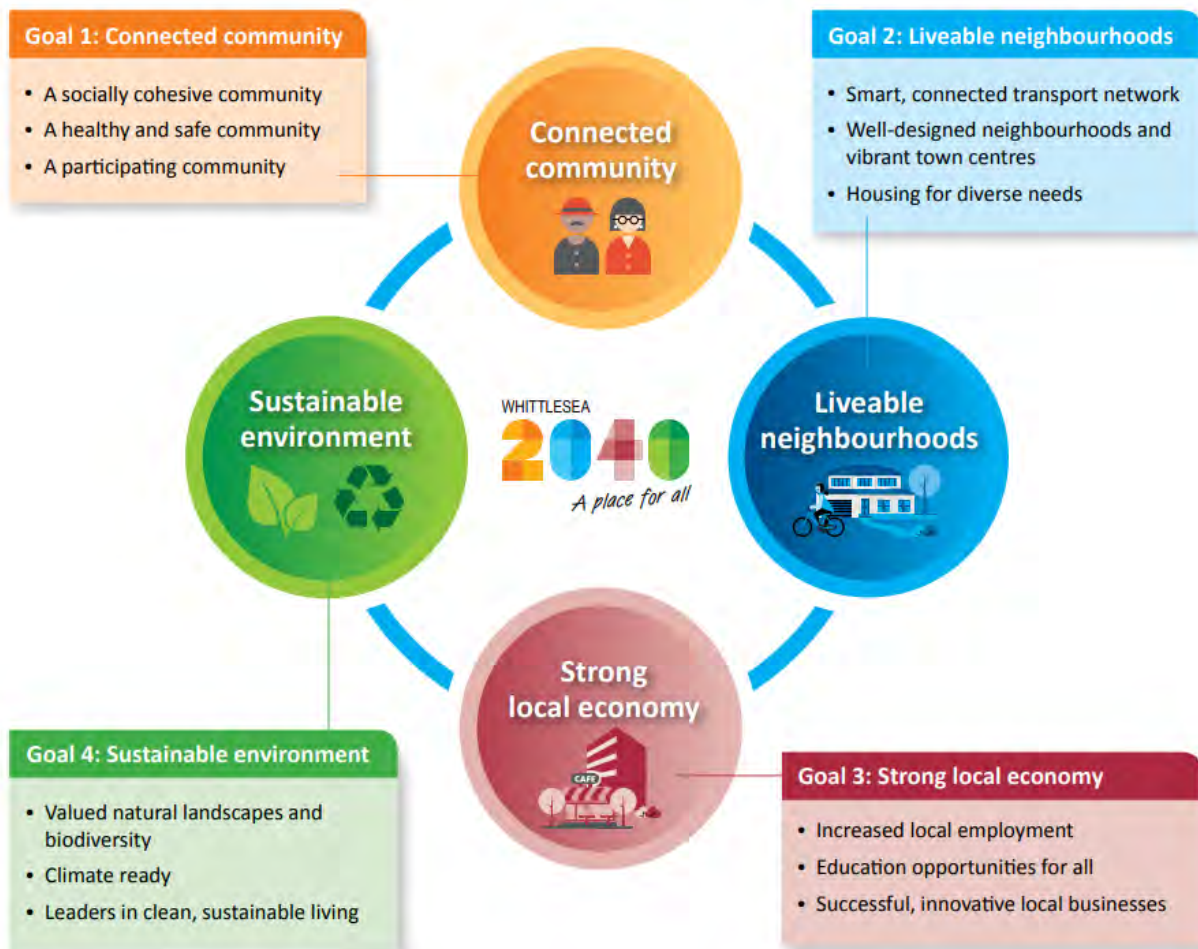 Goal 1: Connected community
• A socially cohesive community
• A healthy and safe community
• A participating community
Goal 2: Liveable neighbourhoods
• Smart, connected transport network
• Well-designed neighbourhoods and
vibrant town centres
• Housing for diverse needs
Connected
community
Sustainable
environment
WHITTLESEA
2040
A place for all
Liveable
neighbourhoods
Strong
local economy
CAFE
Goal 4: Sustainable environment
• Valued natural landscapes and
biodiversity
• Climate ready
• Leaders in clean, sustainable living
Goal 3: Strong local economy
• Increased local employment
• Education opportunities for all
• Successful, innovative local businesses